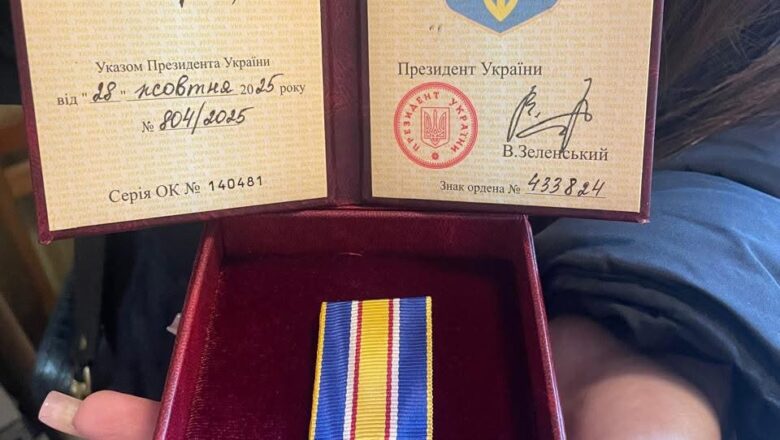 Указом Президента України
від "28" жовтня 2025 року
№ 804/2025
Серія ОК № 140481
Президент України
ПРЕЗИДЕНТ УКРАЇНИ
В.Зеленський
Знак ордена № 433824